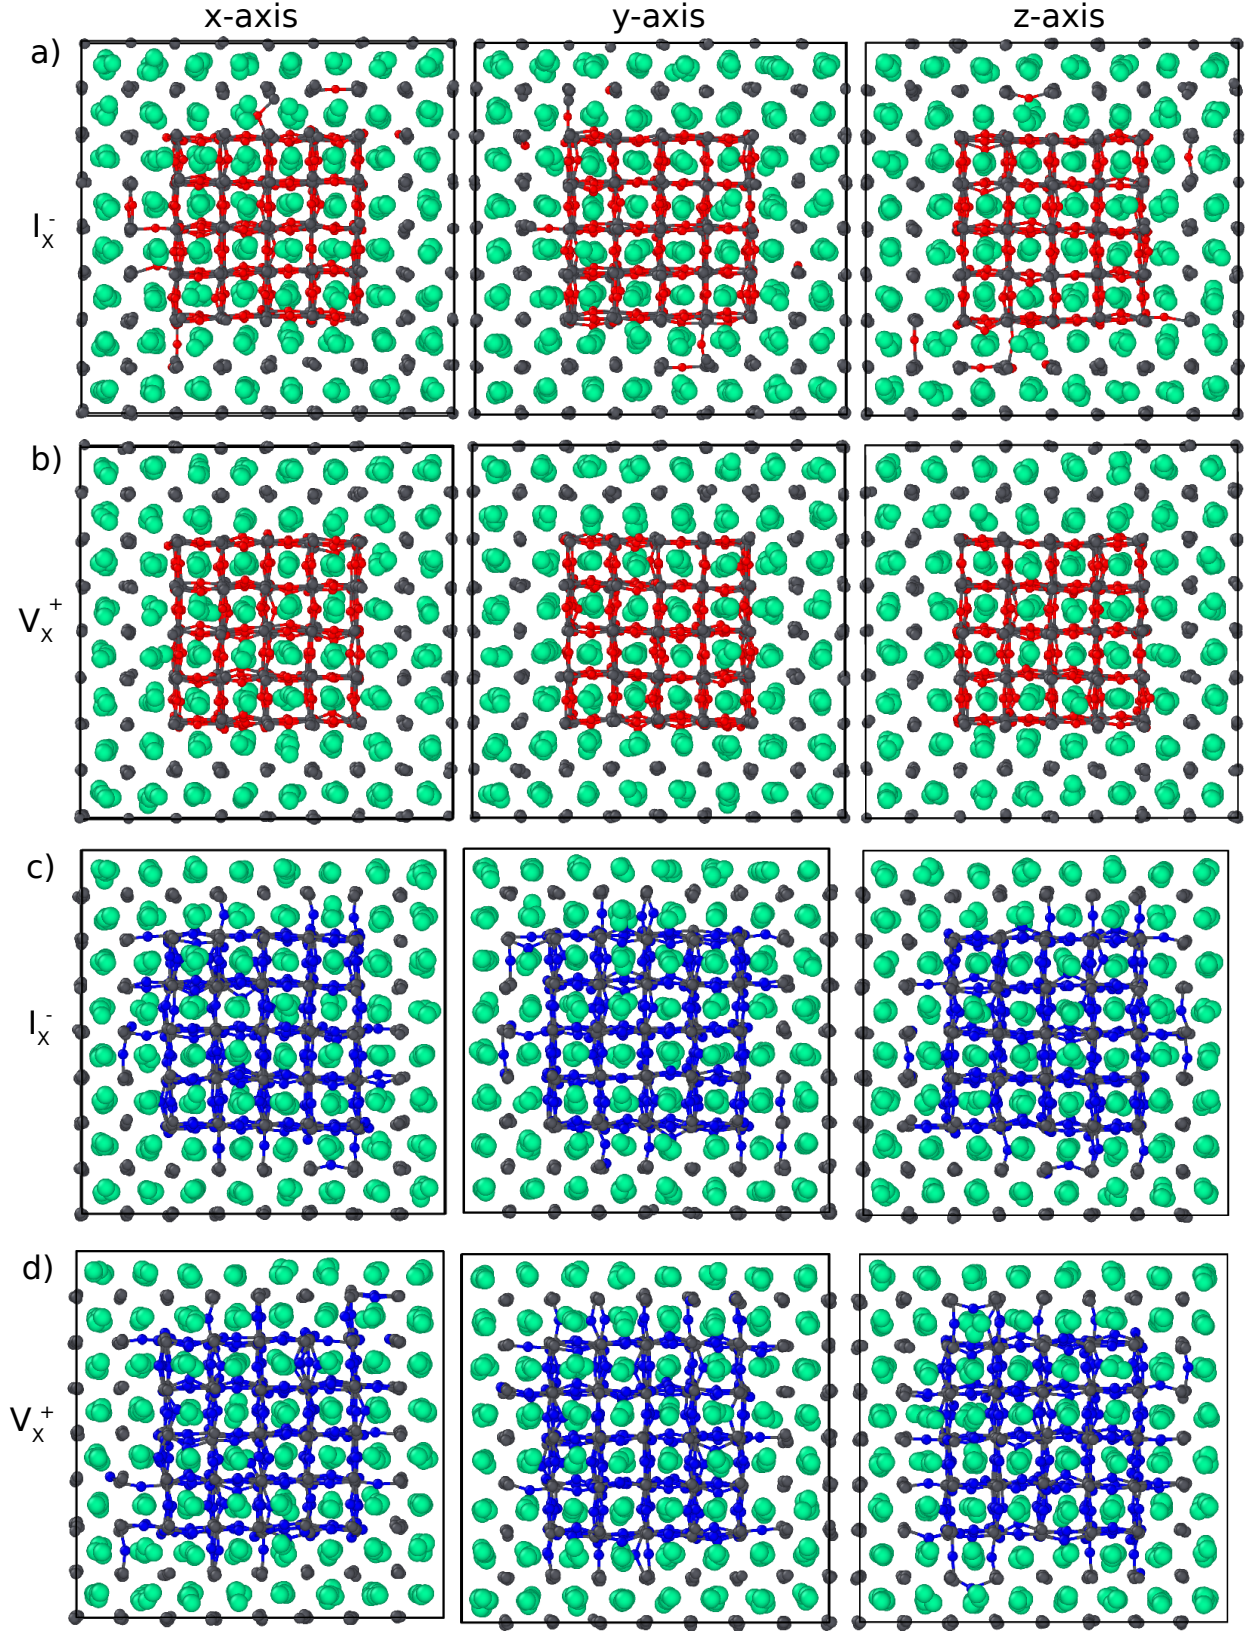 x-axis y-axis z-axis
a)
I_X^-
b)
V_X^+
c)
I_X^-
d)
V_X^+